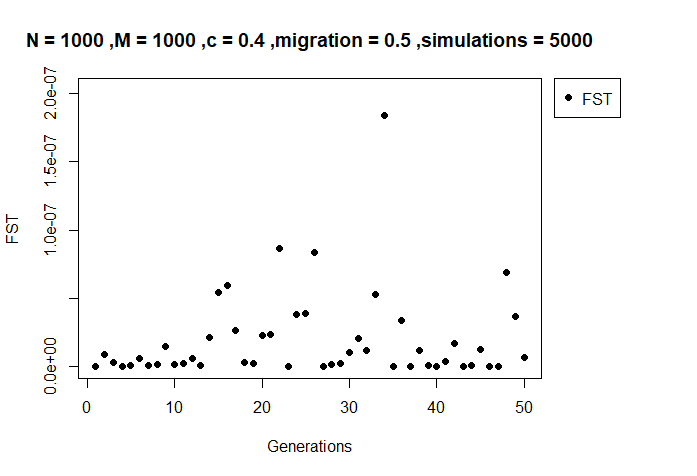 N = 1000 ,M = 1000 ,c = 0.4 ,migration = 0.5 ,simulations = 5000
FST
2.0e-07
1.5e-07
1.0e-07
0.0e+00
FST
0 10 20 30 40 50
Generations